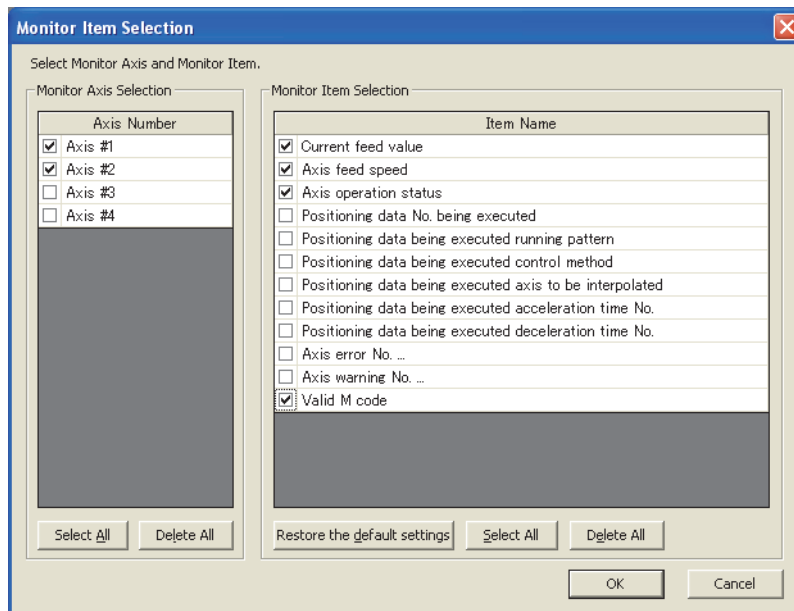 Monitor Item Selection
Select Monitor Axis and Monitor Item.
Monitor Axis Selection
Axis Number
Axis #1
Axis #2
Axis #3
Axis #4
Select All
Delete All
Monitor Item Selection
Item Name
Current feed value
Axis feed speed
Axis operation status
Positioning data No. being executed
Positioning data being executed running pattern
Positioning data being executed control method
Positioning data being executed axis to be interpolated
Positioning data being executed acceleration time No.
Positioning data being executed deceleration time No.
Axis error No. ...
Axis warning No. ...
Valid M code
Restore the default settings
Select All
Delete All
OK
Cancel